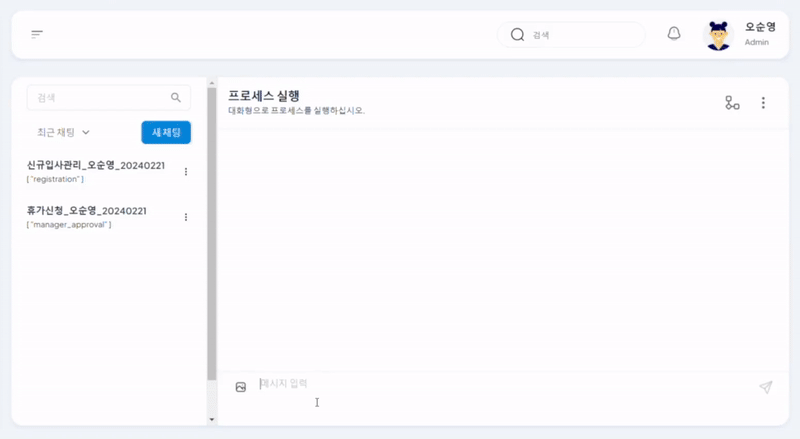 검색
오순영
Admin
검색
최근 채팅
새 채팅
신규입사관리_오순영_20240221
{ "registration" }
휴가신청_오순영_20240221
{ "manager_approval" }
프로세스 실행
대화형으로 프로세스를 실행하십시오.
메시지 입력